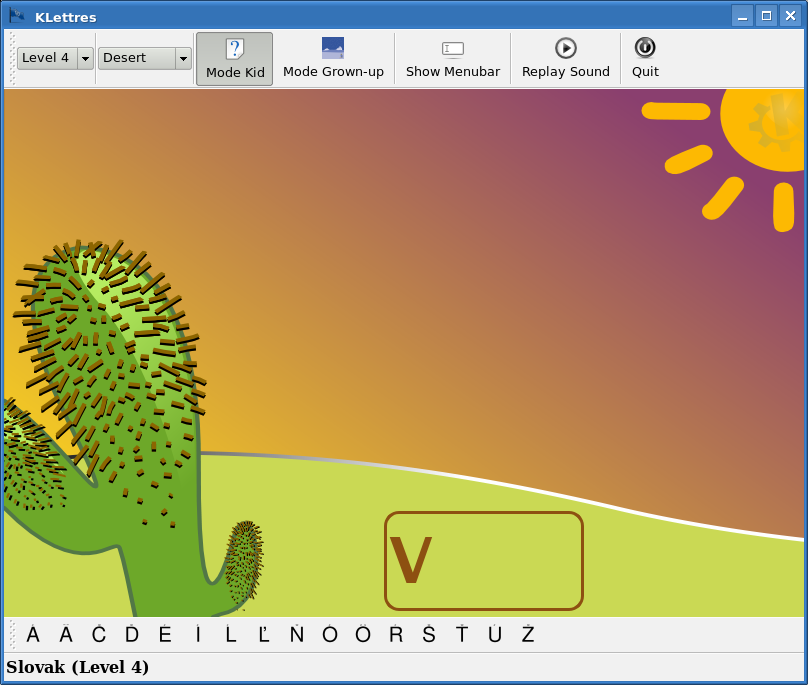 KLettres
Level 4 Desert Mode Kid Mode Grown-up Show Menubar Replay Sound Quit
V
Á Ä Č Ď É Í Ĺ Ľ Ň Ó Ô Ŕ Š Ť Ú Ž
Slovak (Level 4)